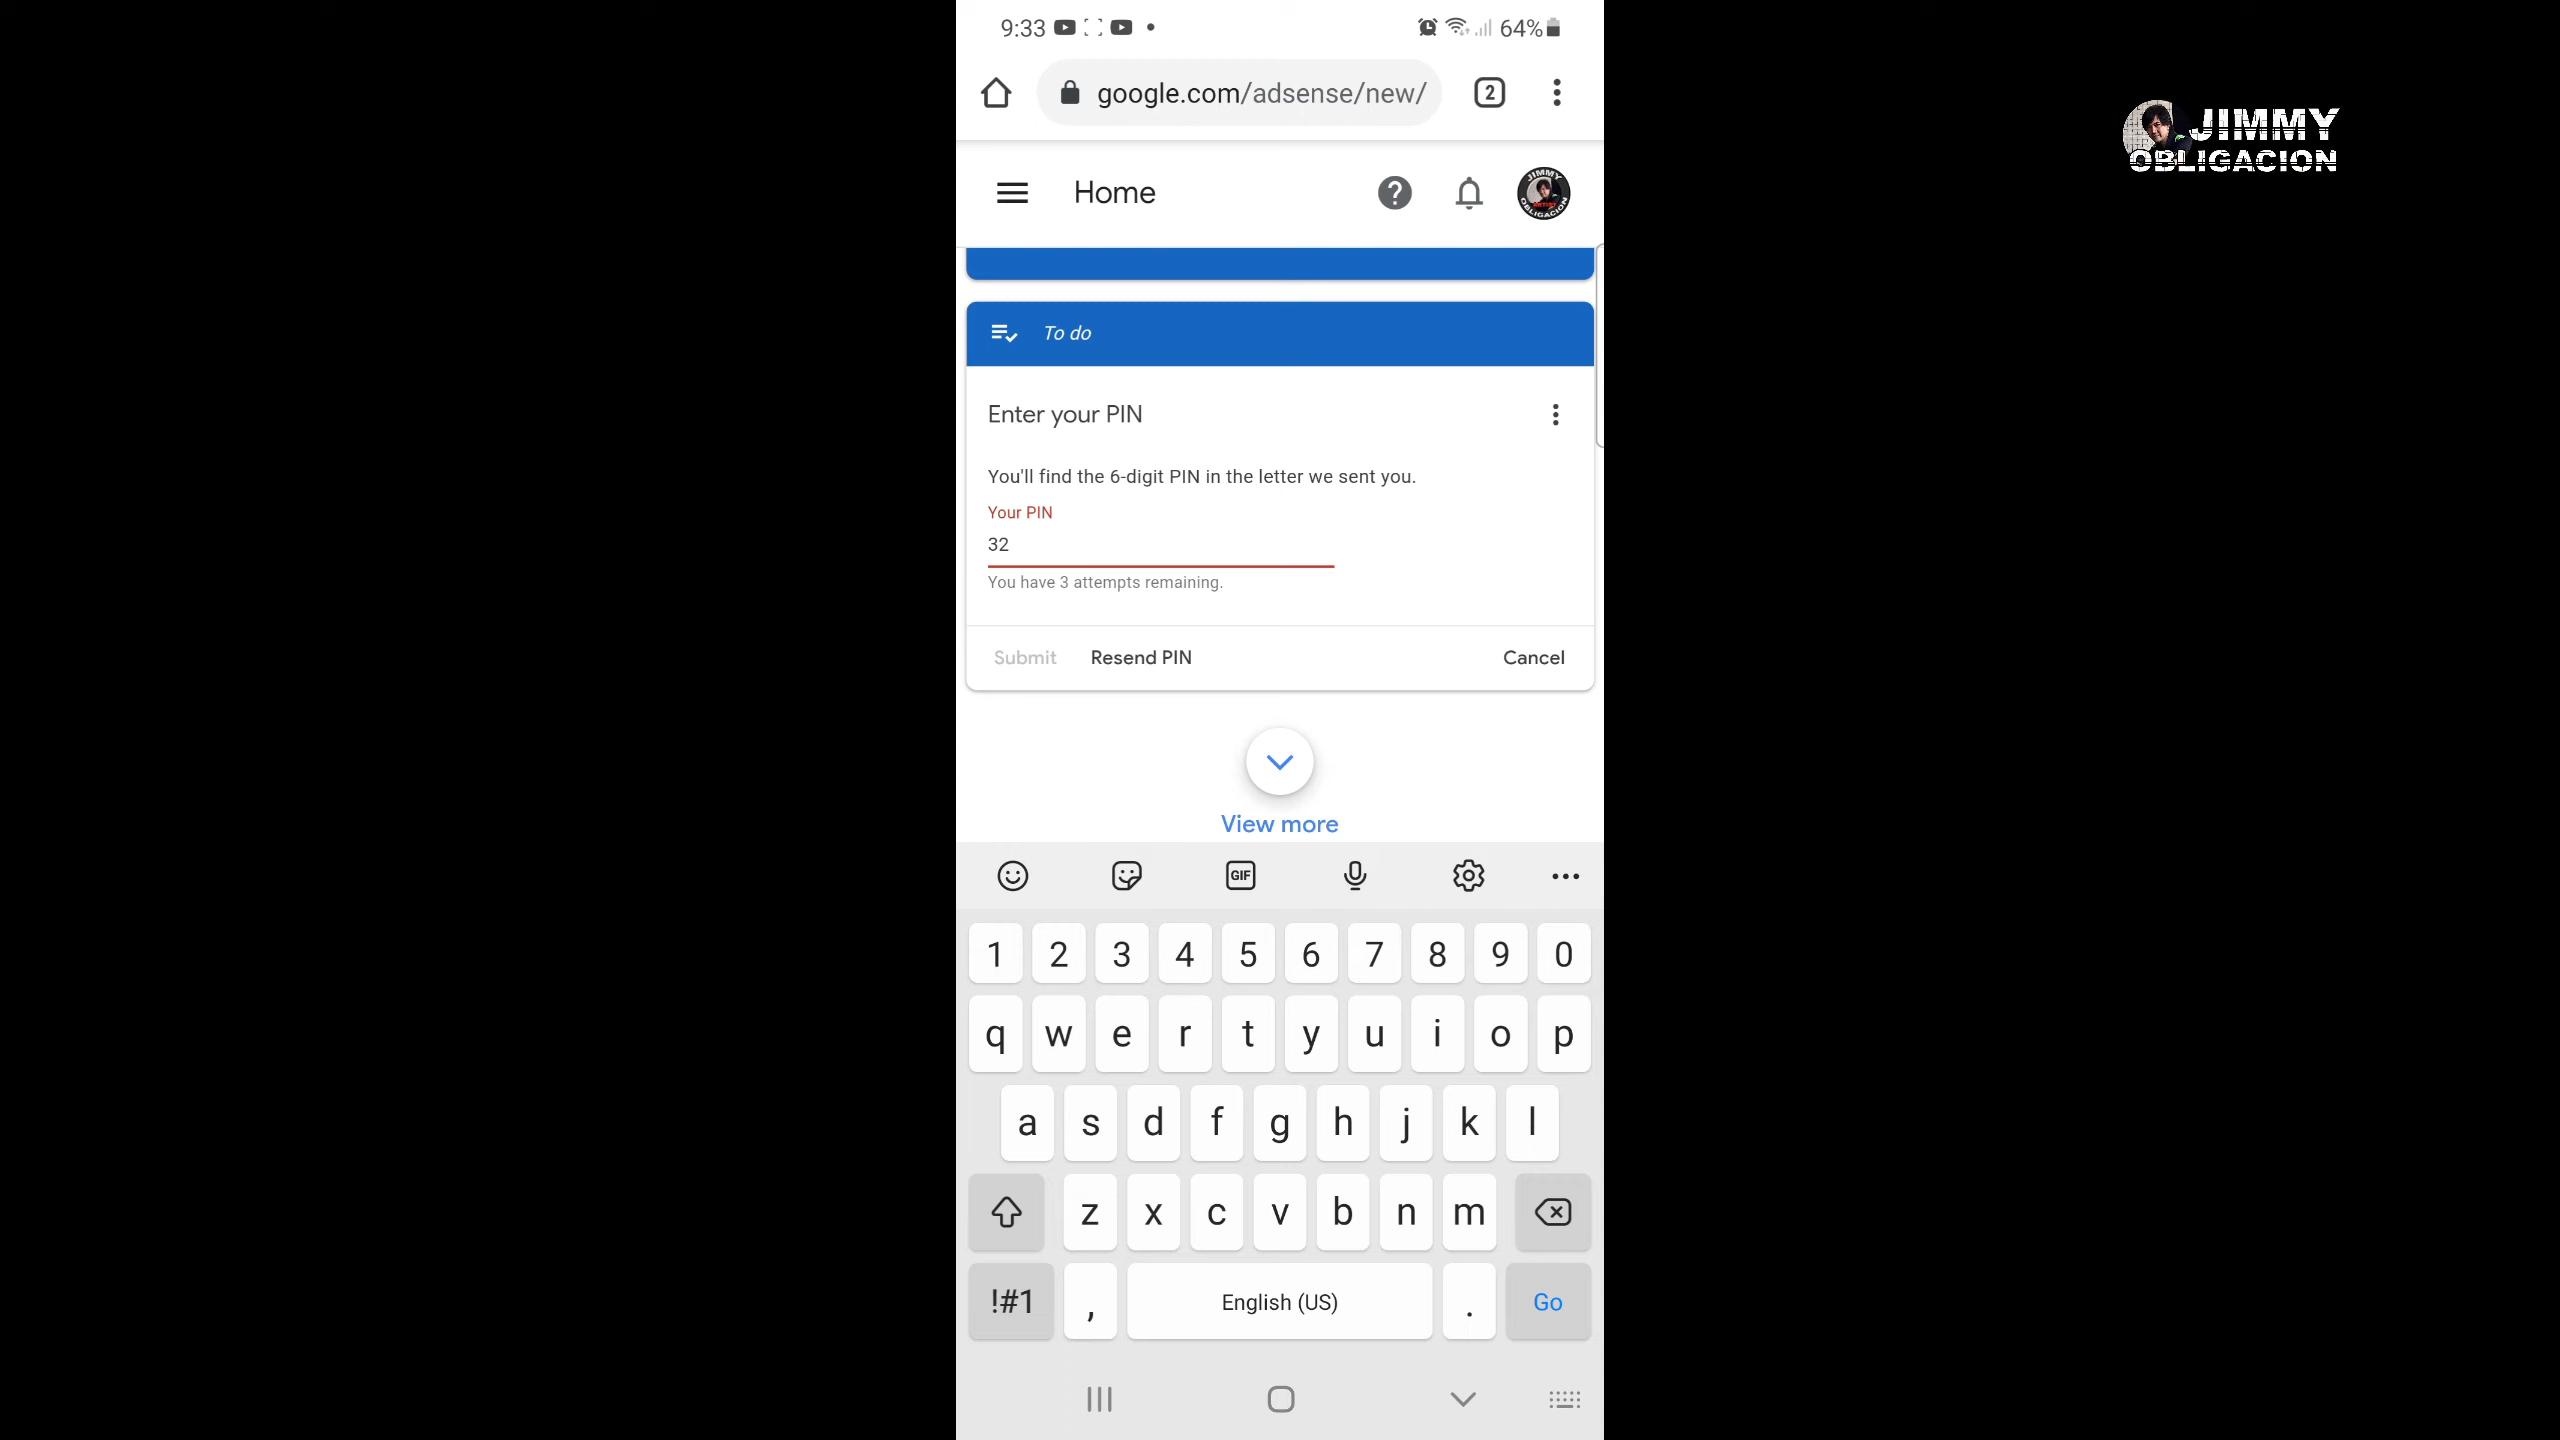 9:33
64%
google.com/adsense/new/
2
JIMMY
OBLIGACION
Home
JIMMY
OBLIGACION
To do
Enter your PIN
You'll find the 6-digit PIN in the letter we sent you.
Your PIN
32
You have 3 attempts remaining.
Submit Resend PIN Cancel
View more
GIF
1 2 3 4 5 6 7 8 9 0
q w e r t y u i o p
a s d f g h j k l
z x c v b n m
!#1 , English (US) . Go